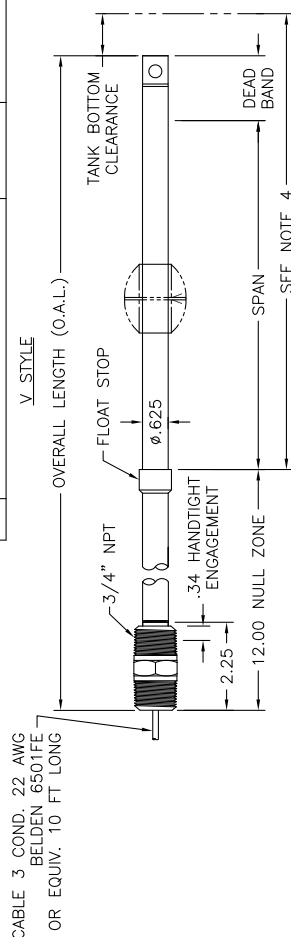 V STYLE
OVERALL LENGTH (O.A.L.)
TANK BOTTOM
CLEARANCE
CABLE 3 COND. 22 AWG
BELDEN 6501FE
OR EQUIV. 10 FT LONG
3/4" NPT
FLOAT STOP
ø.625
.34 HANDTIGHT
ENGAGEMENT
2.25
12.00 NULL ZONE
SPAN
DEAD
BAND
SEE NOTE 4